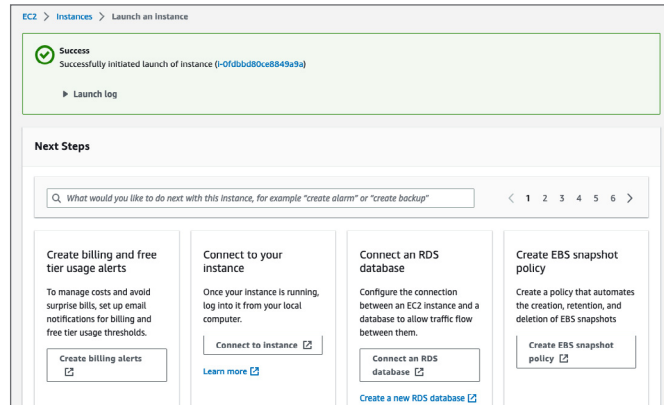 EC2 > Instances > Launch an instance
Success
Successfully initiated launch of instance (i-0fdbbd80ce8849a9a)
Launch log
Next Steps
What would you like to do next with this instance, for example "create alarm" or "create backup"
< 1 2 3 4 5 6 >
Create billing and free
tier usage alerts
To manage costs and avoid
surprise bills, set up email
notifications for billing and
free tier usage thresholds.
Create billing alerts
Connect to your
instance
Once your instance is running,
log into it from your local
computer.
Connect to instance
Learn more
Connect an RDS
database
Configure the connection
between an EC2 instance and a
database to allow traffic flow
between them.
Connect an RDS
database
Create a new RDS database
Create EBS snapshot
policy
Create a policy that automates
the creation, retention, and
deletion of EBS snapshots
Create EBS snapshot
policy